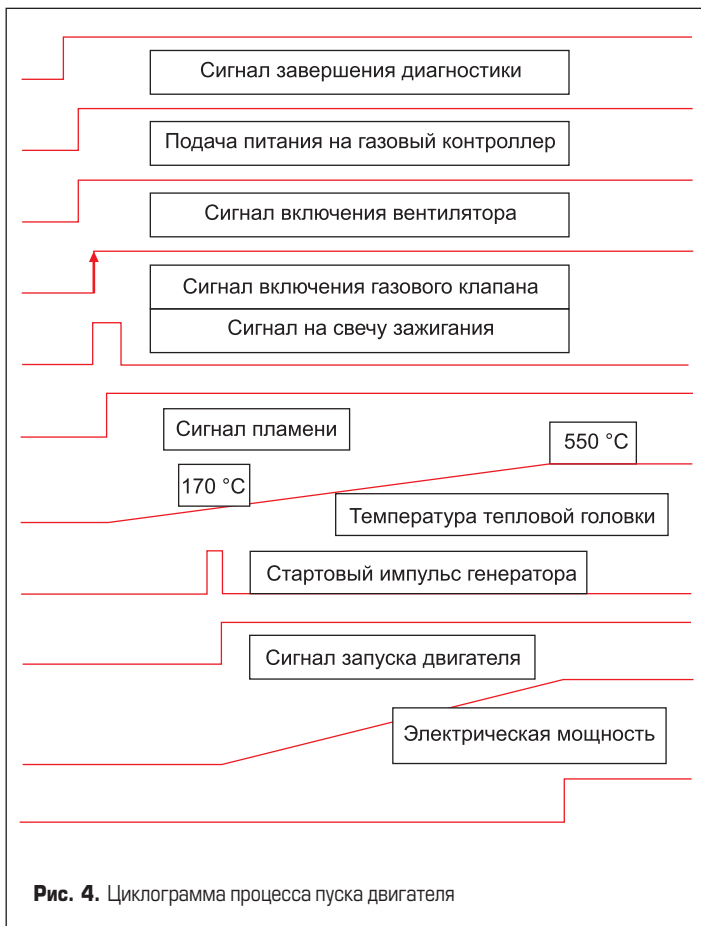 Сигнал завершения диагностики
Подача питания на газовый контроллер
Сигнал включения вентилятора
Сигнал включения газового клапана
Сигнал на свечу зажигания
Сигнал пламени
550 °C
170 °C
Температура тепловой головки
Стартовый импульс генератора
Сигнал запуска двигателя
Электрическая мощность
Рис. 4. Циклограмма процесса пуска двигателя